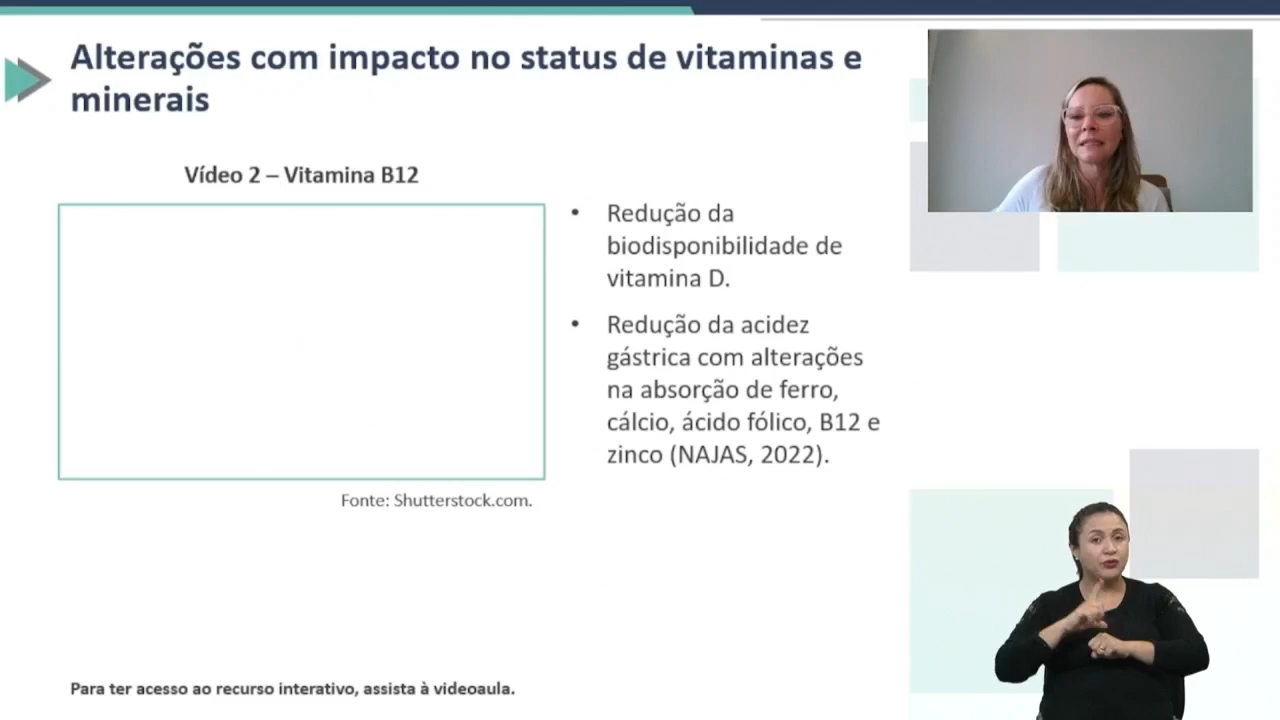 Alterações com impacto no status de vitaminas e
minerais
Vídeo 2 – Vitamina B12
• Redução da
biodisponibilidade de
vitamina D.
• Redução da acidez
gástrica com alterações
na absorção de ferro,
cálcio, ácido fólico, B12 e
zinco (NAJAS, 2022).
Fonte: Shutterstock.com.
Para ter acesso ao recurso interativo, assista à videoaula.